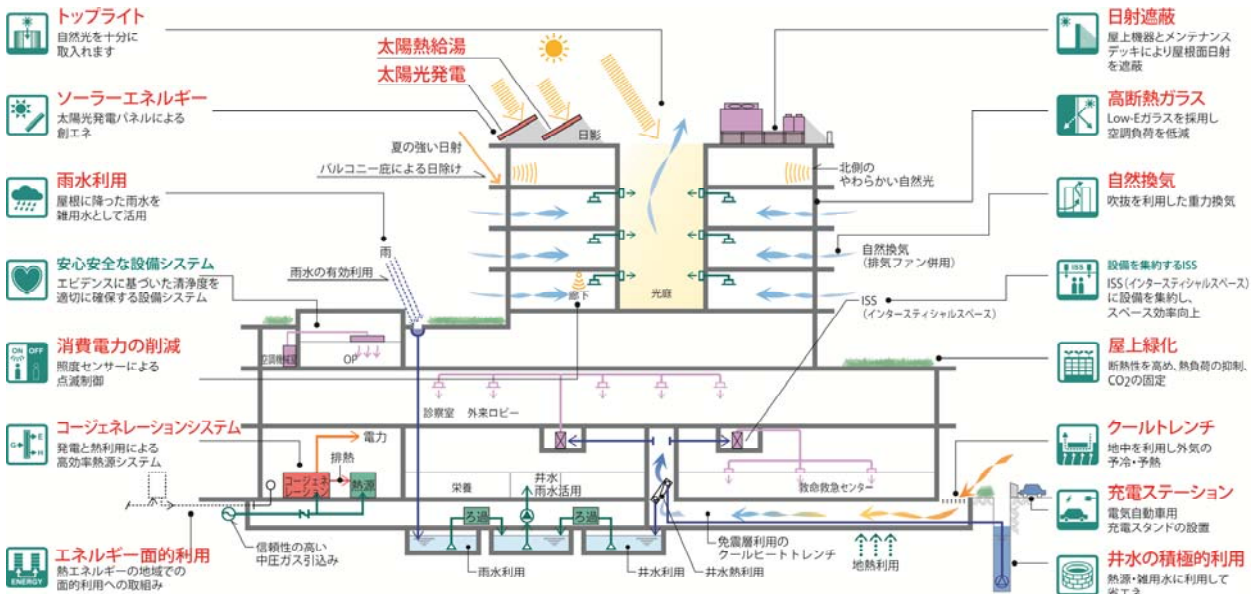 トップライト
自然光を十分に
取入れます
ソーラーエネルギー
太陽光発電パネルによる
創エネ
雨水利用
屋根に降った雨水を
雑用水として活用
安心安全な設備システム
エビデンスに基づいた清浄度を
適切に確保する設備システム
ON OFF
消費電力の削減
照度センサーによる
点滅制御
G E H
コージェネレーションシステム
発電と熱利用による
高効率熱源システム
ENERGY
エネルギー面的利用
熱エネルギーの地域での
面的利用への取組み
太陽熱給湯
太陽光発電
日影
夏の強い日射
バルコニー庇による日除け
北側の
やわらかい自然光
自然換気
(排気ファン併用)
雨
雨水の有効利用
廊下
光庭
ISS
(インタースティシャルスペース)
空調機械室
OP
診察室
外来ロビー
電力
排熱
コージェネ
レーション
熱源
栄養
井水
雨水活用
救命救急センター
ろ過
ろ過
信頼性の高い
中圧ガス引込み
雨水利用
井水利用
井水熱利用
免震層利用の
クールヒートトレンチ
地熱利用
日射遮蔽
屋上機器とメンテナンス
デッキにより屋根面日射
を遮蔽
高断熱ガラス
Low-Eガラスを採用し
空調負荷を低減
自然換気
吹抜を利用した重力換気
ISS
設備を集約するISS
ISS(インタースティシャルスペース)
に設備を集約し、
スペース効率向上
屋上緑化
断熱性を高め、熱負荷の抑制、
CO2の固定
クールトレンチ
地中を利用し外気の
予冷・予熱
充電ステーション
電気自動車用
充電スタンドの設置
井水の積極的利用
熱源・雑用水に利用して
省エネ